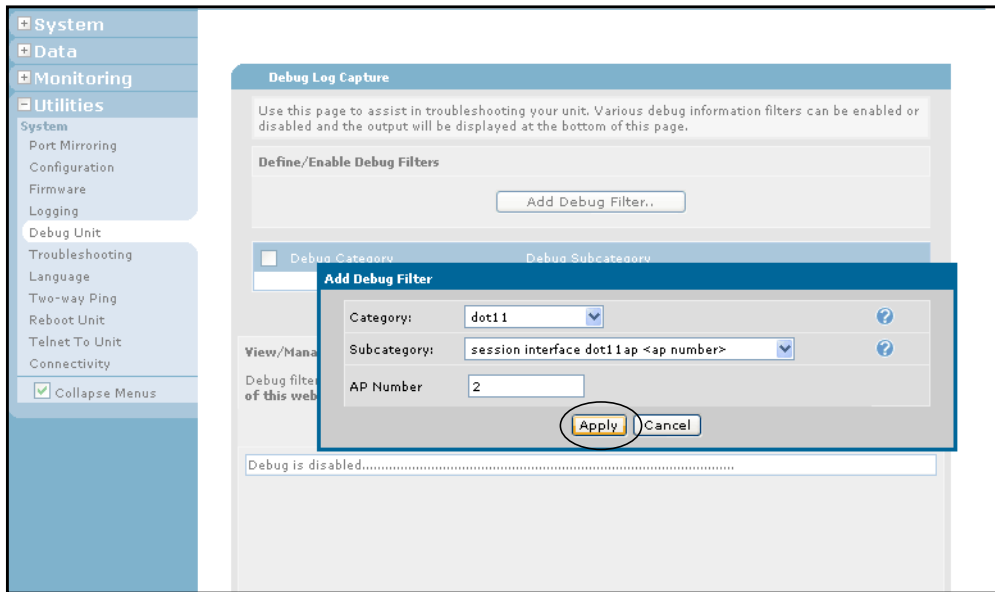 System
Data
Monitoring
Utilities
System
Port Mirroring
Configuration
Firmware
Logging
Debug Unit
Troubleshooting
Language
Two-way Ping
Reboot Unit
Telnet To Unit
Connectivity
Collapse Menus
Debug Log Capture
Use this page to assist in troubleshooting your unit. Various debug information filters can be enabled or
disabled and the output will be displayed at the bottom of this page.
Define/Enable Debug Filters
Add Debug Filter..
Debug Category Debug Subcategory
Add Debug Filter
Category: dot11
Subcategory: session interface dot11ap <ap number>
AP Number 2
Apply Cancel
View/Mana
Debug filte
of this web
Debug is disabled.................................................................................................